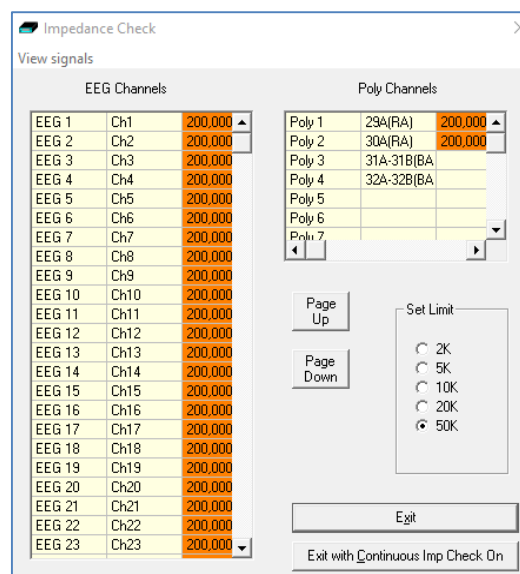 Impedance Check
View signals
EEG Channels
EEG 1 Ch1 200,000
EEG 2 Ch2 200,000
EEG 3 Ch3 200,000
EEG 4 Ch4 200,000
EEG 5 Ch5 200,000
EEG 6 Ch6 200,000
EEG 7 Ch7 200,000
EEG 8 Ch8 200,000
EEG 9 Ch9 200,000
EEG 10 Ch10 200,000
EEG 11 Ch11 200,000
EEG 12 Ch12 200,000
EEG 13 Ch13 200,000
EEG 14 Ch14 200,000
EEG 15 Ch15 200,000
EEG 16 Ch16 200,000
EEG 17 Ch17 200,000
EEG 18 Ch18 200,000
EEG 19 Ch19 200,000
EEG 20 Ch20 200,000
EEG 21 Ch21 200,000
EEG 22 Ch22 200,000
EEG 23 Ch23 200,000
Poly Channels
Poly 1 29A(RA) 200,000
Poly 2 30A(RA) 200,000
Poly 3 31A-31B(BA
Poly 4 32A-32B(BA
Poly 5
Poly 6
Poly 7
Page
Up
Page
Down
Set Limit
2K
5K
10K
20K
50K
Exit
Exit with Continuous Imp Check On